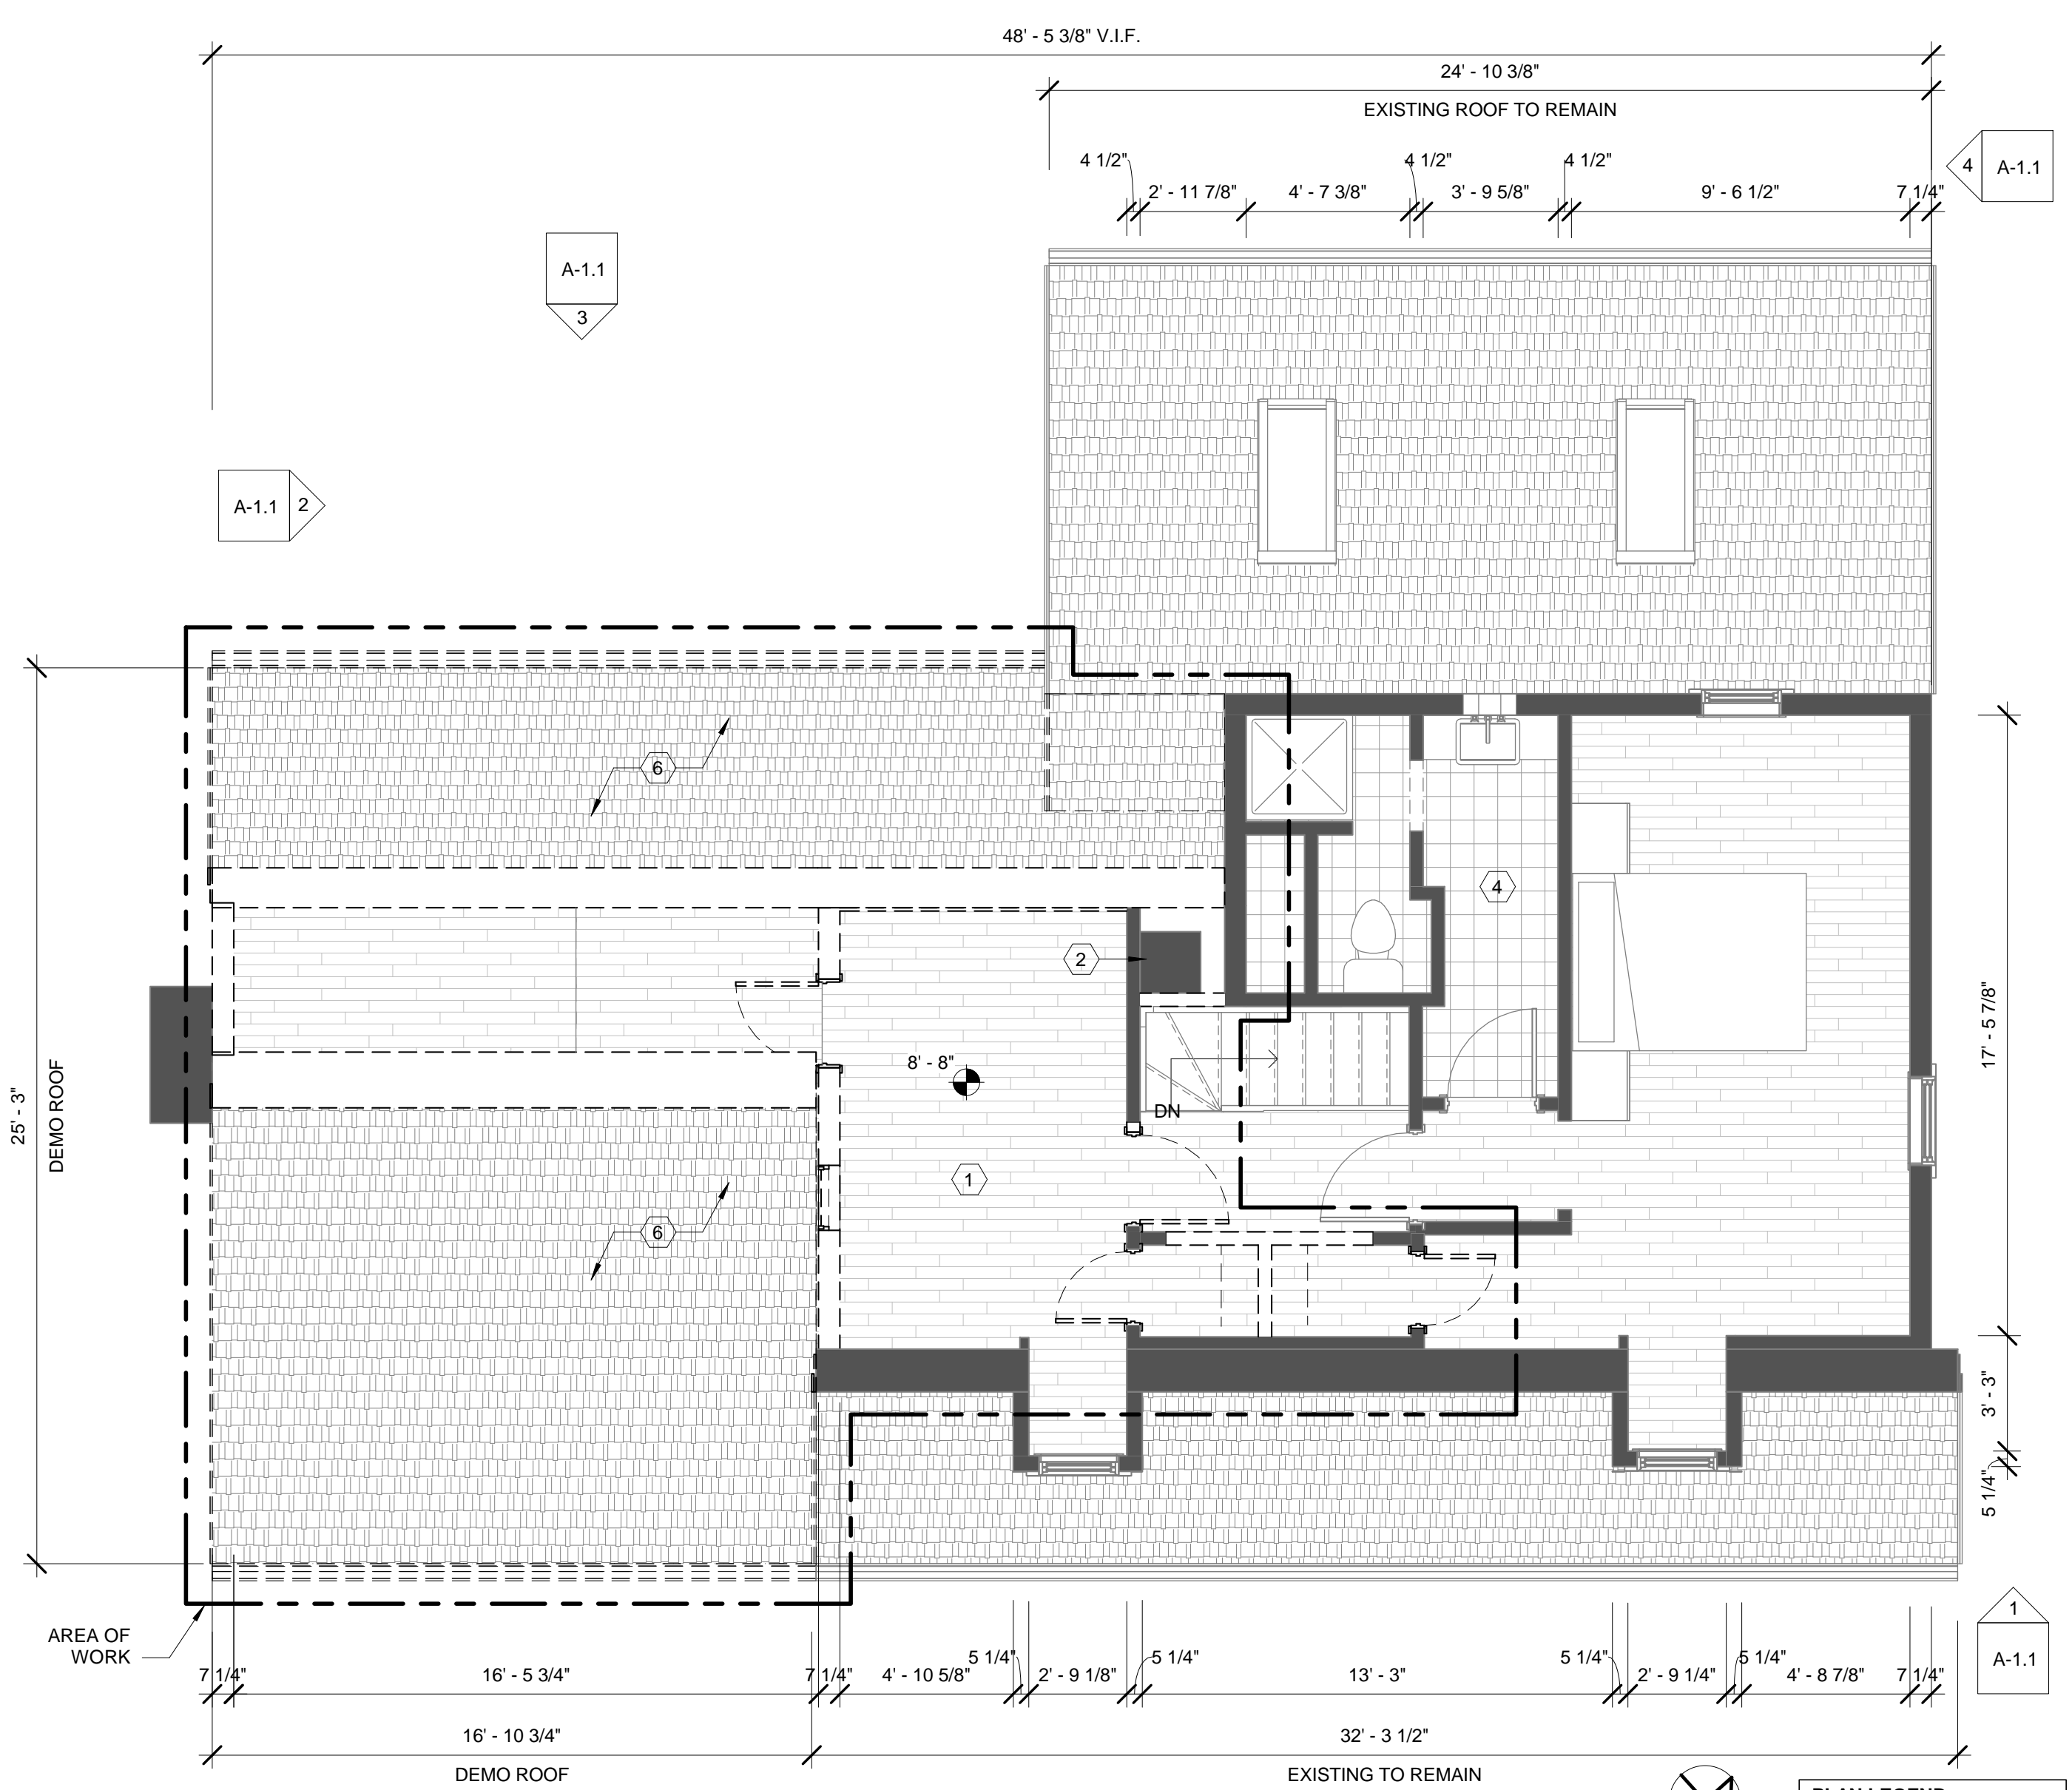 48' - 5 3/8" V.I.F.
24' - 10 3/8"
EXISTING ROOF TO REMAIN
4 1/2"
4 1/2"
4 1/2"
2' - 11 7/8"
4' - 7 3/8"
3' - 9 5/8"
9' - 6 1/2"
7 1/4"
4
A-1.1
A-1.1
3
A-1.1
2
6
4
2
8' - 8"
DN
1
6
25' - 3"
DEMO ROOF
17' - 5 7/8"
3' - 3"
5 1/4"
AREA OF
WORK
1
A-1.1
7 1/4"
16' - 5 3/4"
7 1/4"
4' - 10 5/8"
5 1/4"
2' - 9 1/8"
5 1/4"
13' - 3"
5 1/4"
2' - 9 1/4"
5 1/4"
4' - 8 7/8"
7 1/4"
16' - 10 3/4"
DEMO ROOF
32' - 3 1/2"
EXISTING TO REMAIN
PLAN LEGEND